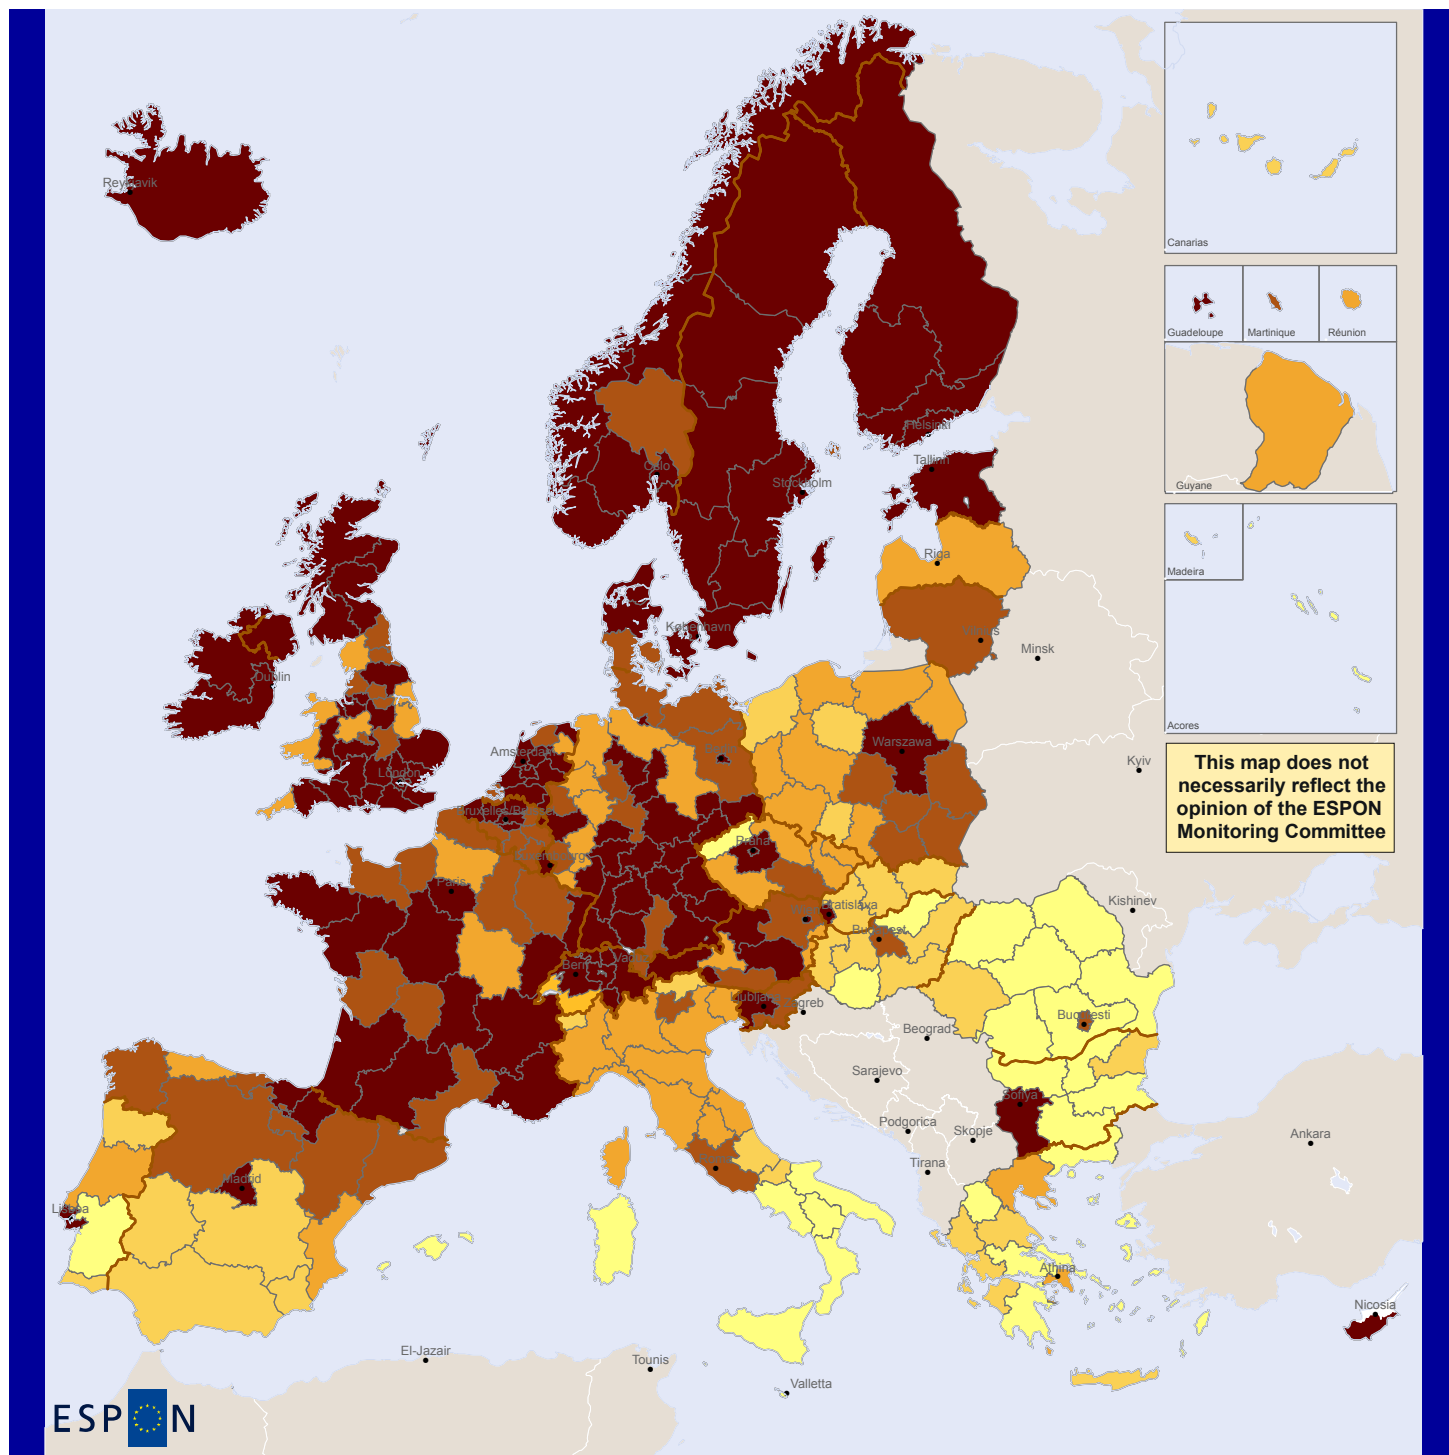 Canarias
Reykjavik
Guadeloupe
Martinique
Réunion
Helsinki
Tallinn
Oslo
Stockholm
Guyane
Riga
Madeira
København
Vilnius
Minsk
Dublin
Acores
Amsterdam
Warszawa
Berlin
Kyiv
London
This map does not
necessarily reflect the
opinion of the ESPON
Monitoring Committee
Praha
Paris
Kishinev
Bratislava
Budapest
Bern
Vaduz
Ljubljana
Zagreb
Bucuresti
Beograd
Sarajevo
Sofiya
Podgorica
Skopje
Ankara
Tirana
Roma
Madrid
Lisboa
Athina
Nicosia
El-Jazair
Tounis
Valletta
ESPON